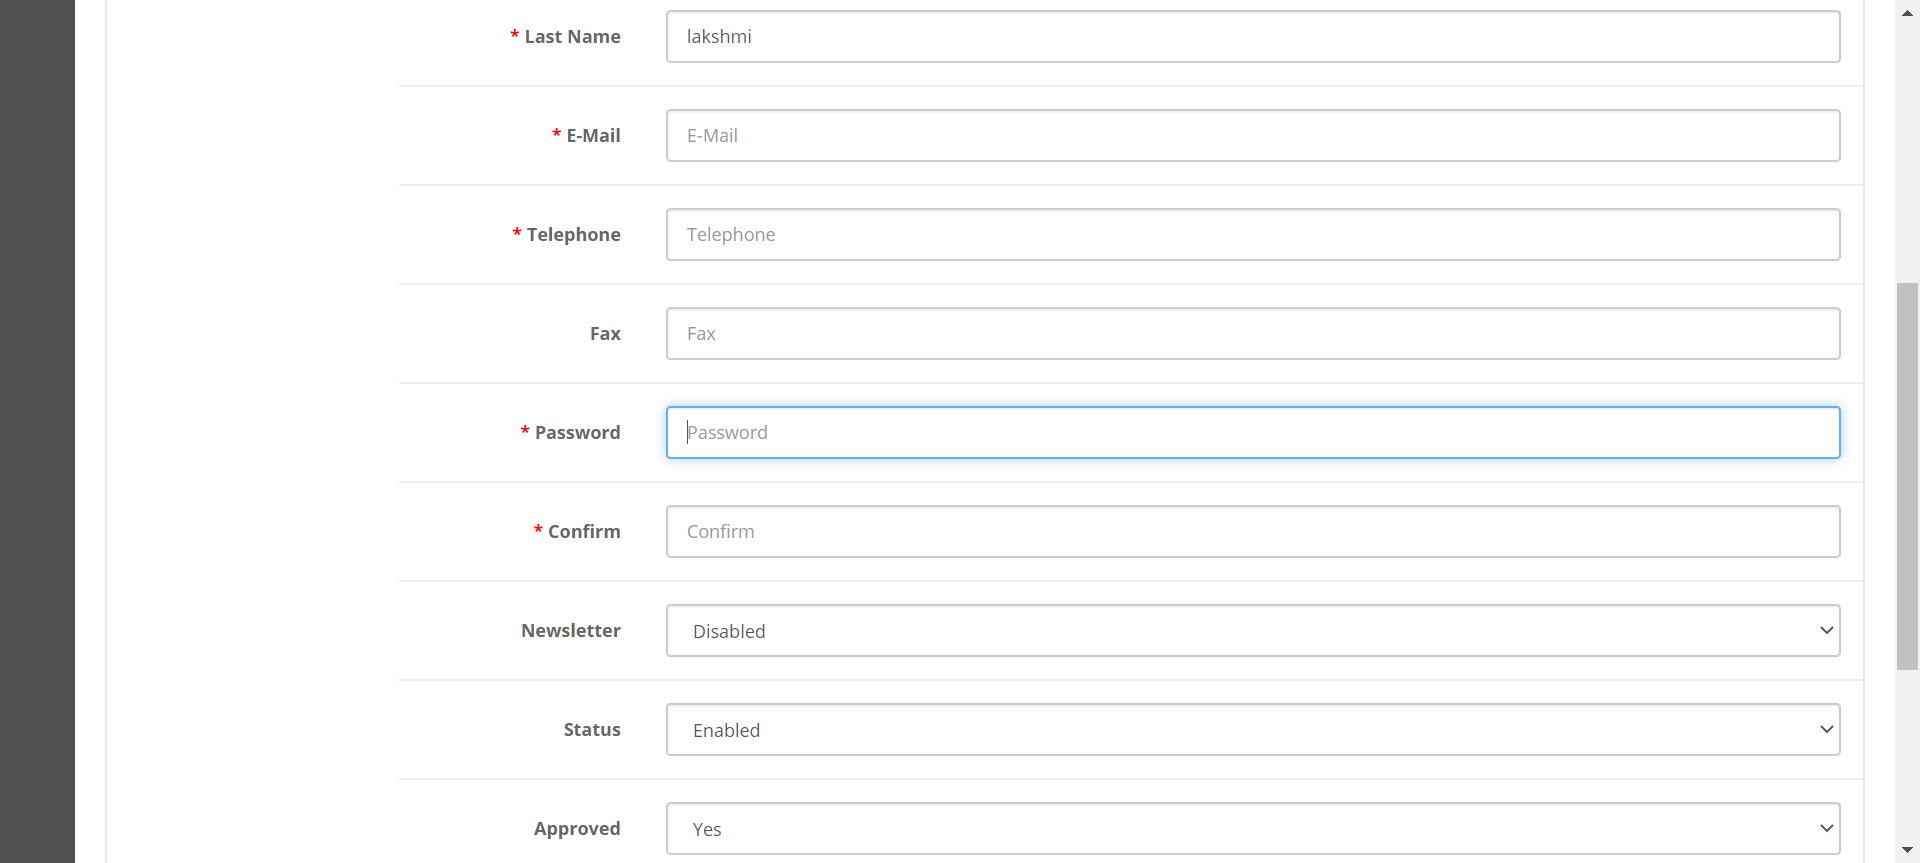 * Last Name lakshmi
* E-Mail E-Mail
* Telephone Telephone
Fax Fax
* Password Password
* Confirm Confirm
Newsletter Disabled
Status Enabled
Approved Yes